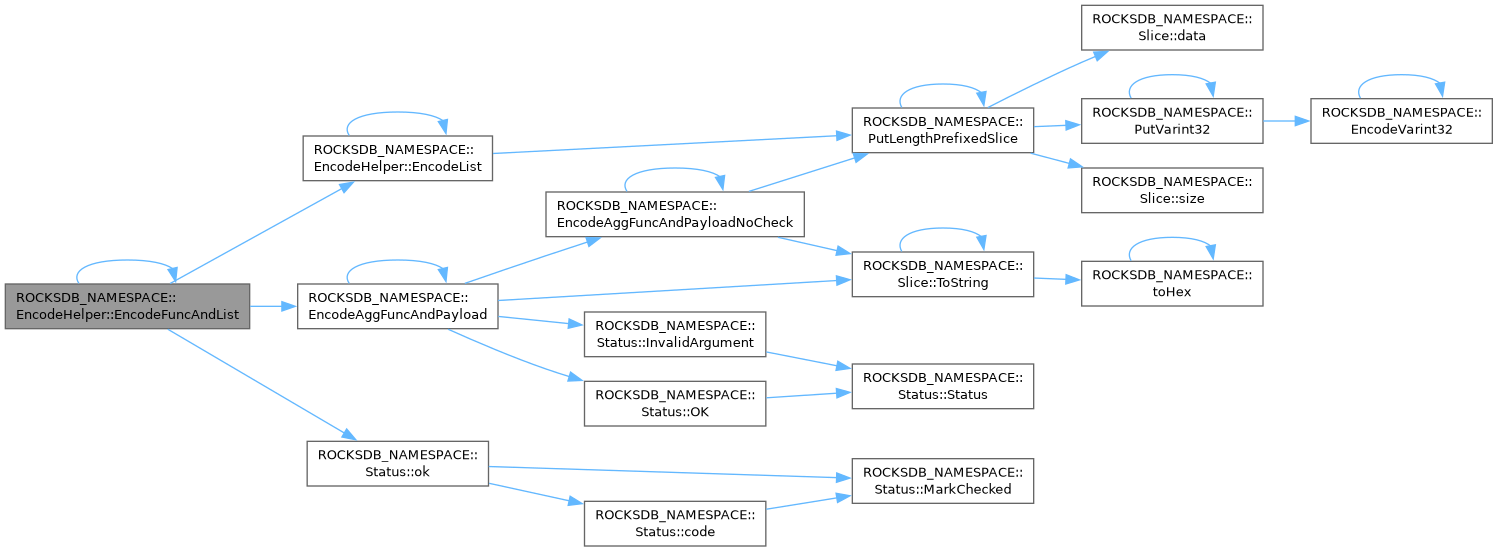 ROCKSDB_NAMESPACE::
EncodeHelper::EncodeFuncAndList
ROCKSDB_NAMESPACE::
EncodeHelper::EncodeList
ROCKSDB_NAMESPACE::
EncodeAggFuncAndPayload
ROCKSDB_NAMESPACE::
Status::ok
ROCKSDB_NAMESPACE::
EncodeAggFuncAndPayloadNoCheck
ROCKSDB_NAMESPACE::
Status::InvalidArgument
ROCKSDB_NAMESPACE::
Status::OK
ROCKSDB_NAMESPACE::
Status::code
ROCKSDB_NAMESPACE::
PutLengthPrefixedSlice
ROCKSDB_NAMESPACE::
Slice::ToString
ROCKSDB_NAMESPACE::
Status::Status
ROCKSDB_NAMESPACE::
Status::MarkChecked
ROCKSDB_NAMESPACE::
Slice::data
ROCKSDB_NAMESPACE::
PutVarint32
ROCKSDB_NAMESPACE::
Slice::size
ROCKSDB_NAMESPACE::
toHex
ROCKSDB_NAMESPACE::
EncodeVarint32